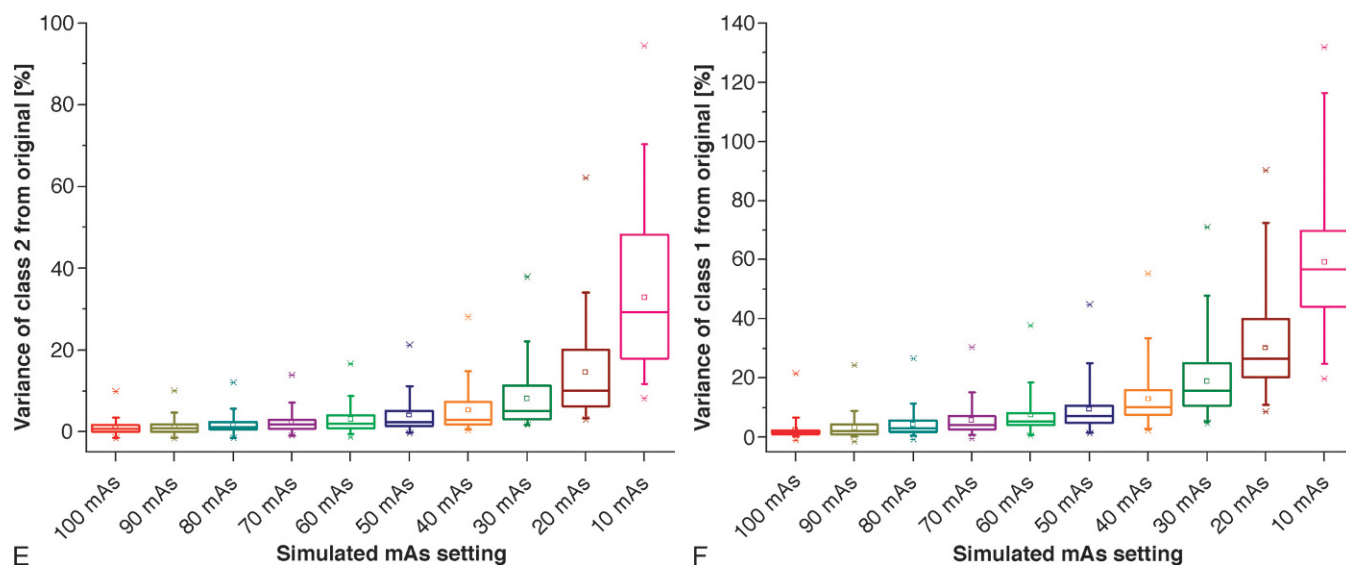 Variance of class 2 from original [%]
100
80
60
40
20
0
100 mAs
90 mAs
80 mAs
70 mAs
60 mAs
50 mAs
40 mAs
30 mAs
20 mAs
10 mAs
Simulated mAs setting
E
Variance of class 1 from original [%]
140
120
100
80
60
40
20
0
100 mAs
90 mAs
80 mAs
70 mAs
60 mAs
50 mAs
40 mAs
30 mAs
20 mAs
10 mAs
Simulated mAs setting
F